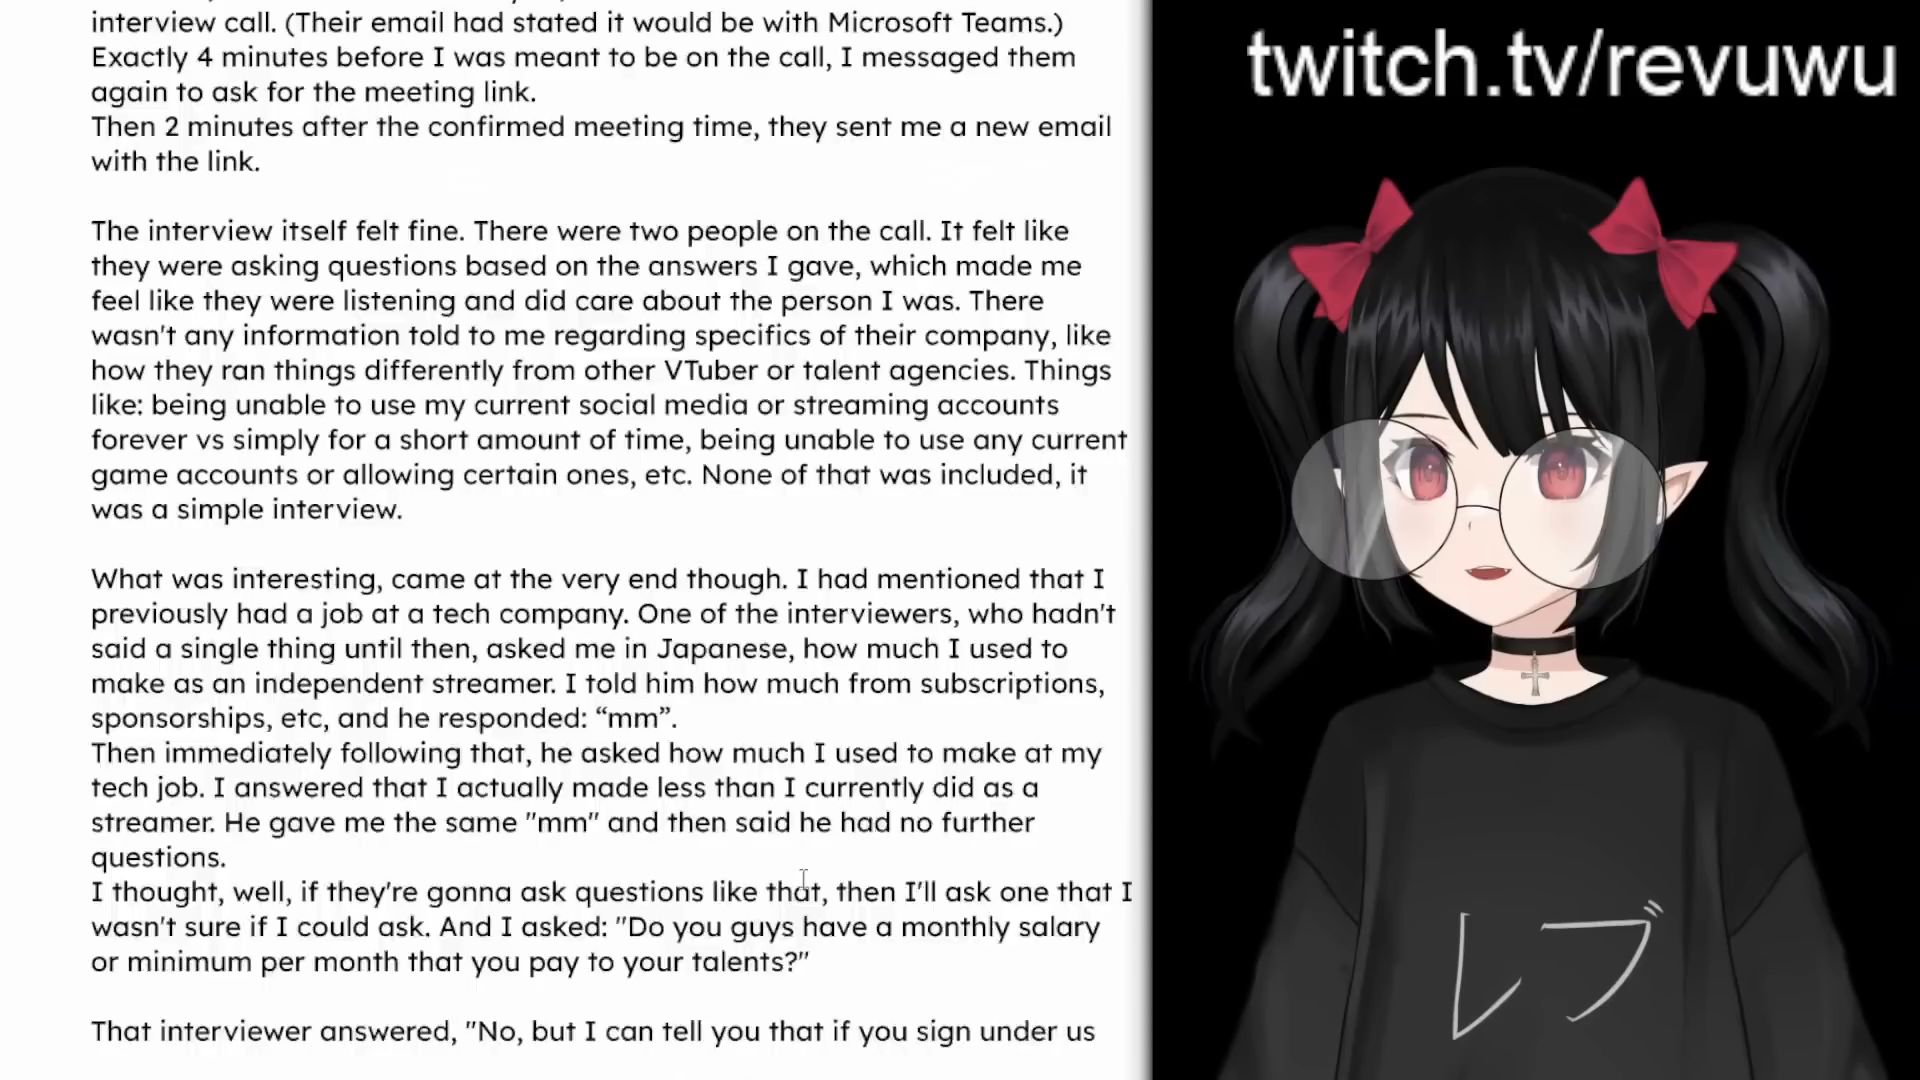 interview call. (Their email had stated it would be with Microsoft Teams.)
Exactly 4 minutes before I was meant to be on the call, I messaged them
again to ask for the meeting link.
Then 2 minutes after the confirmed meeting time, they sent me a new email
with the link.
The interview itself felt fine. There were two people on the call. It felt like
they were asking questions based on the answers I gave, which made me
feel like they were listening and did care about the person I was. There
wasn't any information told to me regarding specifics of their company, like
how they ran things differently from other VTuber or talent agencies. Things
like: being unable to use my current social media or streaming accounts
forever vs simply for a short amount of time, being unable to use any current
game accounts or allowing certain ones, etc. None of that was included, it
was a simple interview.
What was interesting, came at the very end though. I had mentioned that I
previously had a job at a tech company. One of the interviewers, who hadn't
said a single thing until then, asked me in Japanese, how much I used to
make as an independent streamer. I told him how much from subscriptions,
sponsorships, etc, and he responded: “mm”.
Then immediately following that, he asked how much I used to make at my
tech job. I answered that I actually made less than I currently did as a
streamer. He gave me the same "mm" and then said he had no further
questions.
I thought, well, if they're gonna ask questions like that, then I'll ask one that I
wasn't sure if I could ask. And I asked: "Do you guys have a monthly salary
or minimum per month that you pay to your talents?"
That interviewer answered, "No, but I can tell you that if you sign under us
twitch.tv/revuwu
レブ